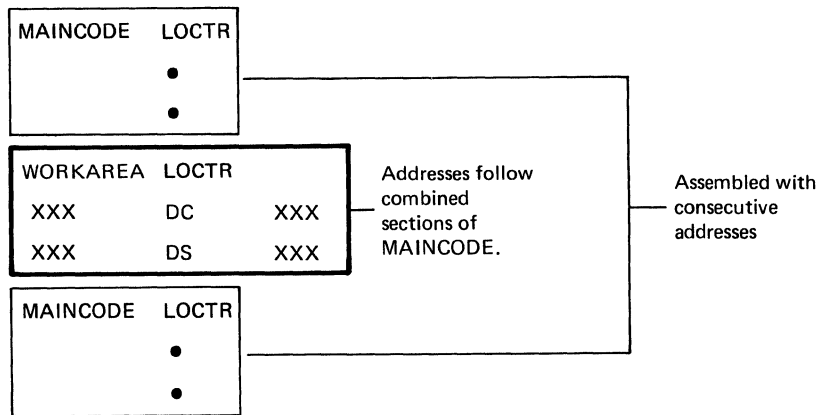 MAINCODE LOCTR
WORKAREA LOCTR
XXX DC XXX
XXX DS XXX
Addresses follow
combined
sections of
MAINCODE.
Assembled with
consecutive
addresses
MAINCODE LOCTR